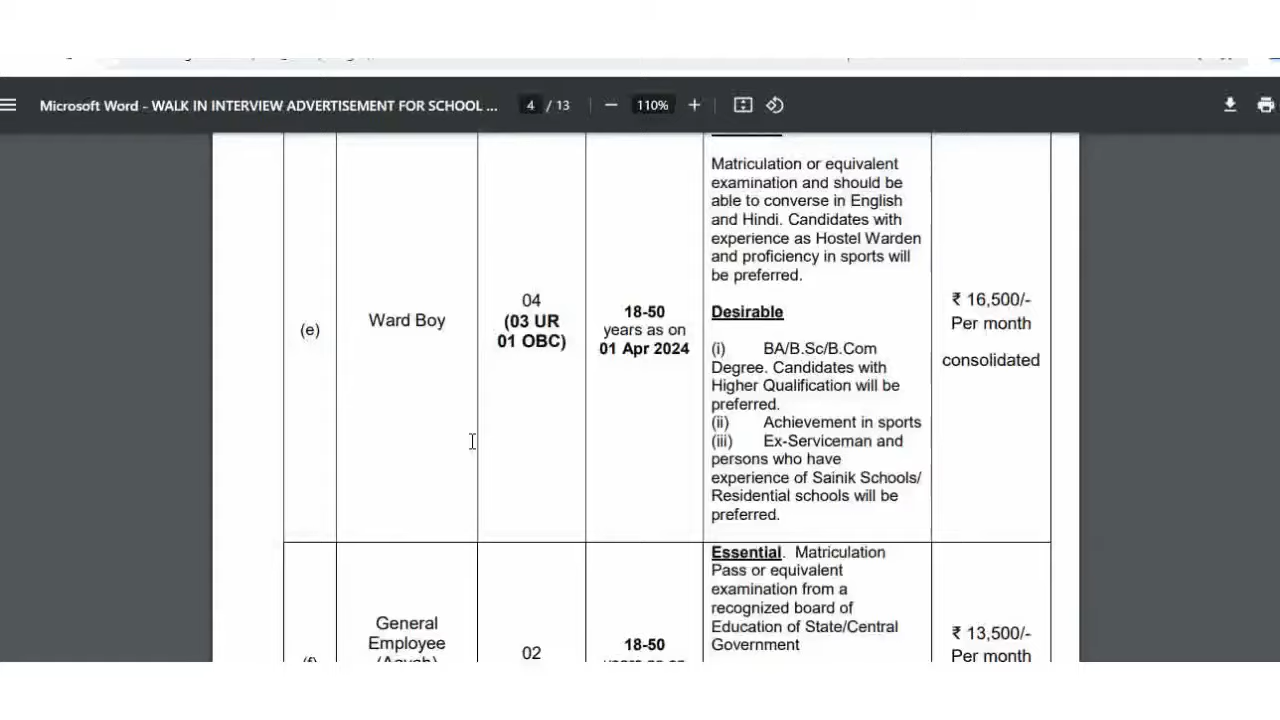 Microsoft Word - WALK IN INTERVIEW ADVERTISEMENT FOR SCHOOL ...
4 / 13
110%
Matriculation or equivalent
examination and should be
able to converse in English
and Hindi. Candidates with
experience as Hostel Warden
and proficiency in sports will
be preferred.
(e)
Ward Boy
04
(03 UR
01 OBC)
18-50
years as on
01 Apr 2024
Desirable
(i) BA/B.Sc/B.Com
Degree. Candidates with
Higher Qualification will be
preferred.
(ii) Achievement in sports
(iii) Ex-Serviceman and
persons who have
experience of Sainik Schools/
Residential schools will be
preferred.
₹ 16,500/-
Per month
consolidated
General
Employee
02
18-50
Essential. Matriculation
Pass or equivalent
examination from a
recognized board of
Education of State/Central
Government
₹ 13,500/-
Per month